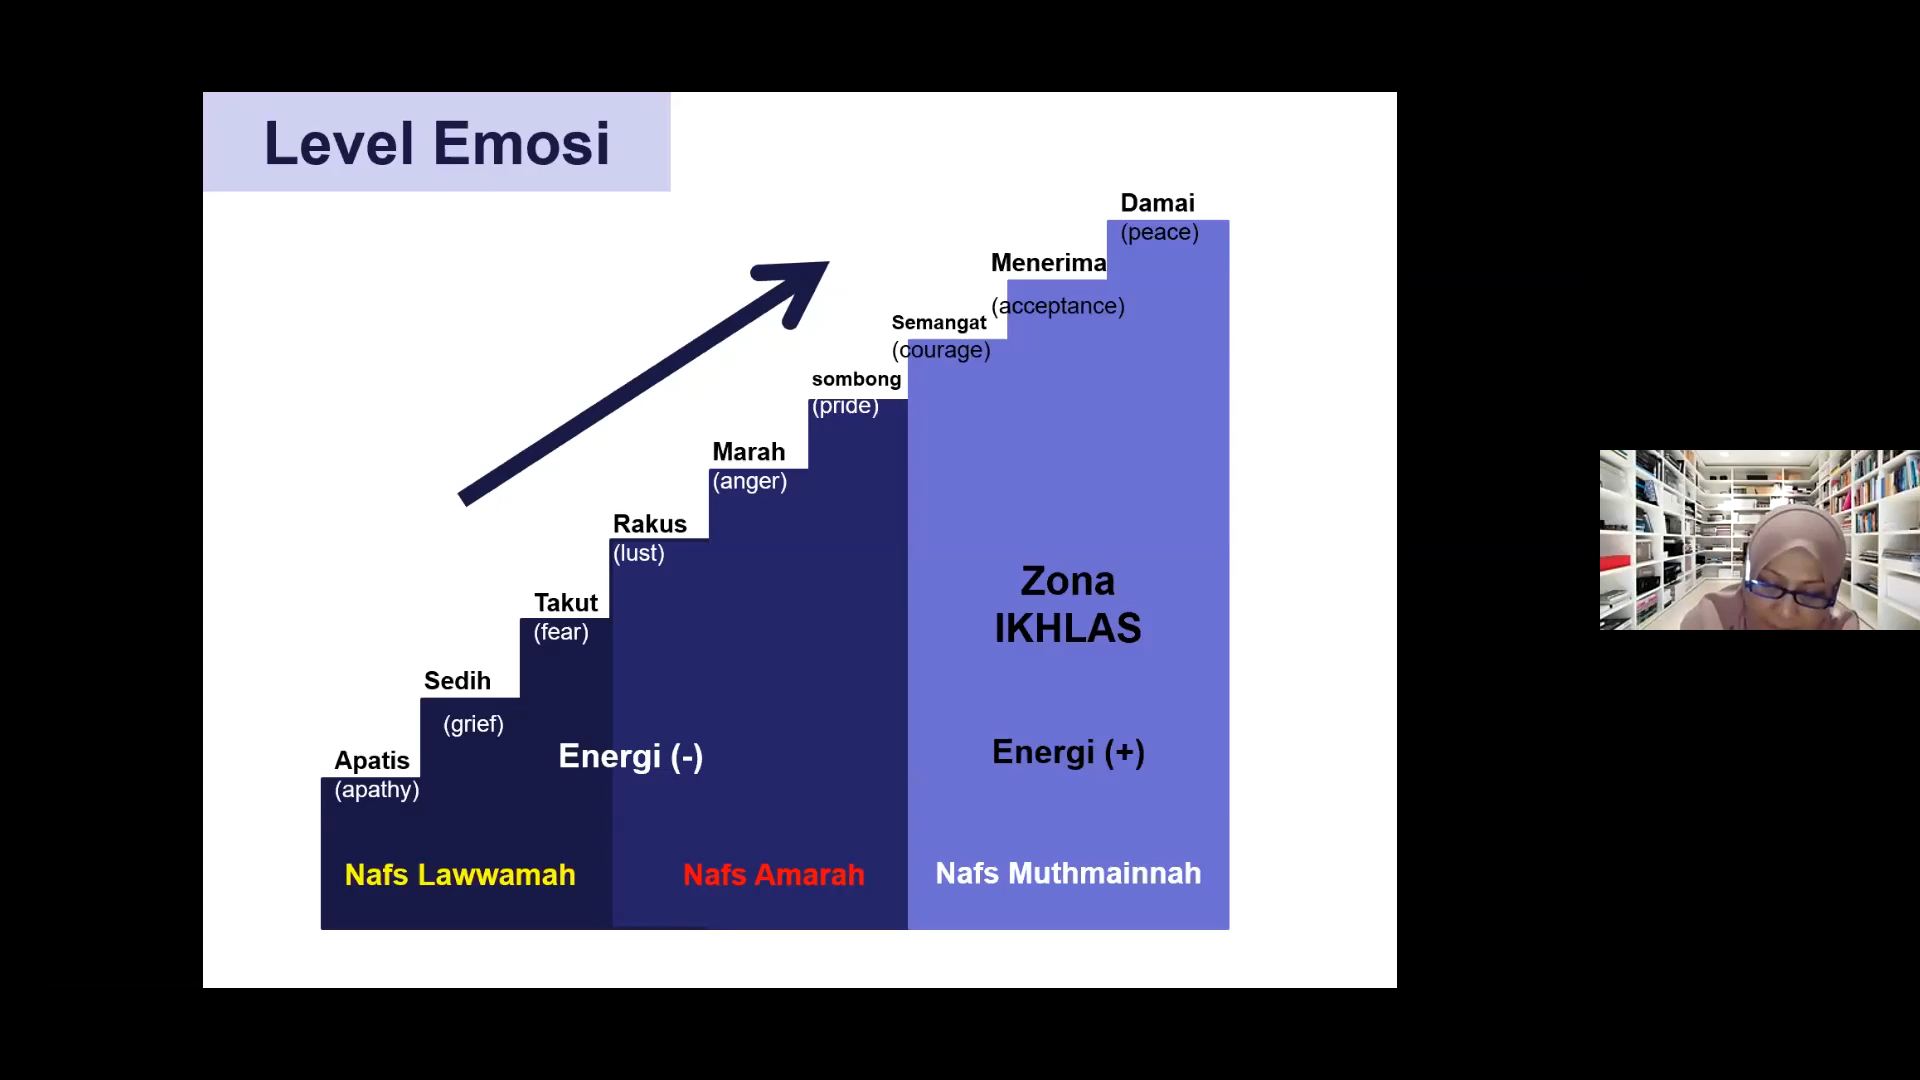 Level Emosi
Damai
(peace)
Menerima
(acceptance)
Semangat
(courage)
sombong
(pride)
Marah
(anger)
Rakus
(lust)
Takut
(fear)
Sedih
(grief)
Apatis
(apathy)
Zona
IKHLAS
Energi (-)
Energi (+)
Nafs Lawwamah
Nafs Amarah
Nafs Muthmainnah